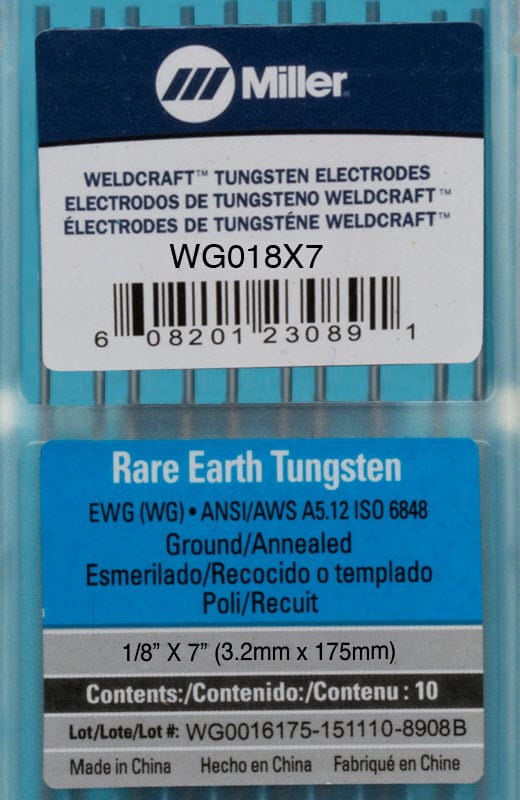 Miller
WELDCRAFT™ TUNGSTEN ELECTRODES
ELECTRODOS DE TUNGSTENO WELDCRAFT™
ÉLECTRODES DE TUNGSTÉNE WELDCRAFT™
WG018X7
6 08201 23089 1
Rare Earth Tungsten
EWG (WG) • ANSI/AWS A5.12 ISO 6848
Ground/Annealed
Esmerilado/Recocido o templado
Poli/Recuit
1/8” X 7” (3.2mm x 175mm)
Contents:/Contenido:/Contenu : 10
Lot/Lote/Lot #: WG0016175-151110-8908B
Made in China Hecho en China Fabriqué en Chine